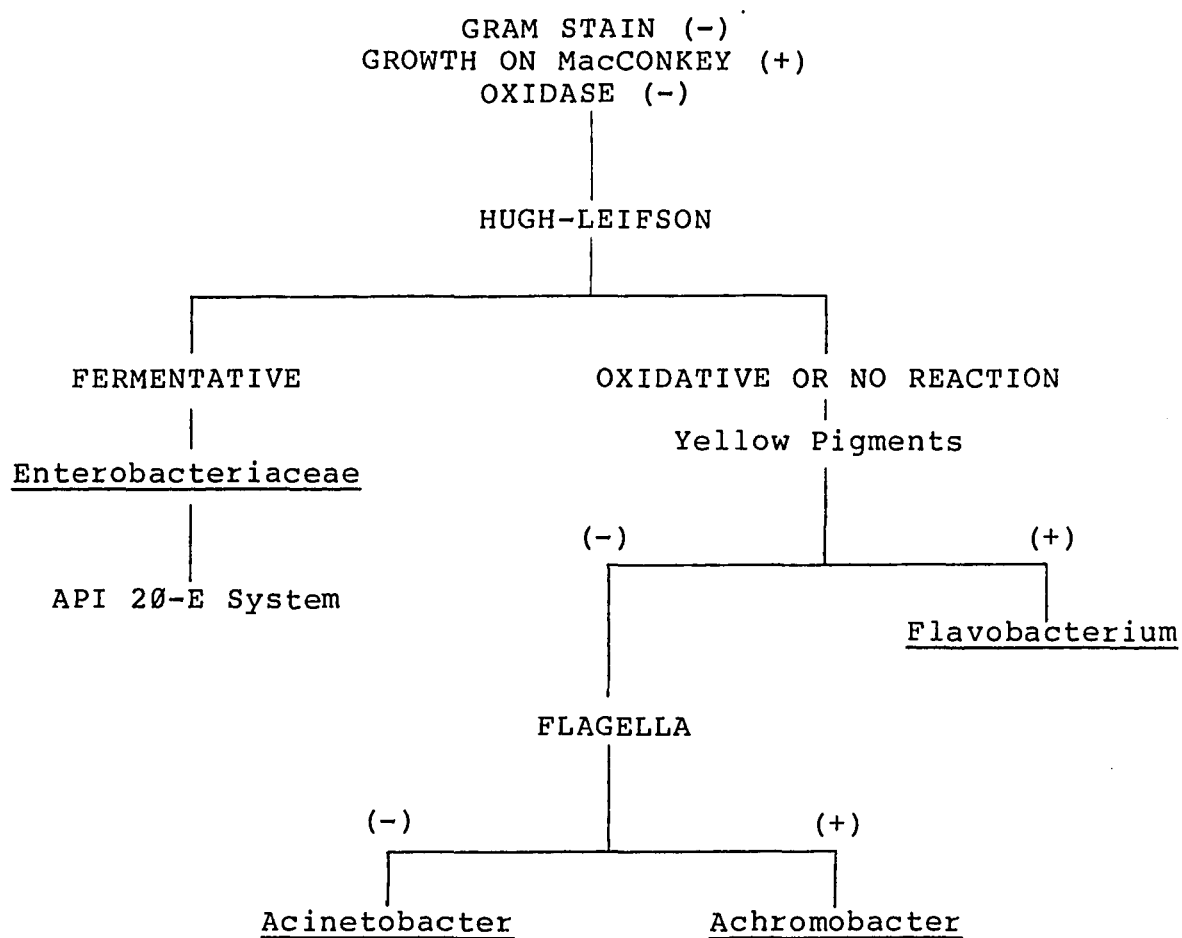 GRAM STAIN (-)
GROWTH ON MacCONKEY (+)
OXIDASE (-)
HUGH-LEIFSON
FERMENTATIVE
OXIDATIVE OR NO REACTION
Yellow Pigments
Enterobacteriaceae
(-)
(+)
API 2Ø-E System
Flavobacterium
FLAGELLA
(-)
(+)
Acinetobacter
Achromobacter